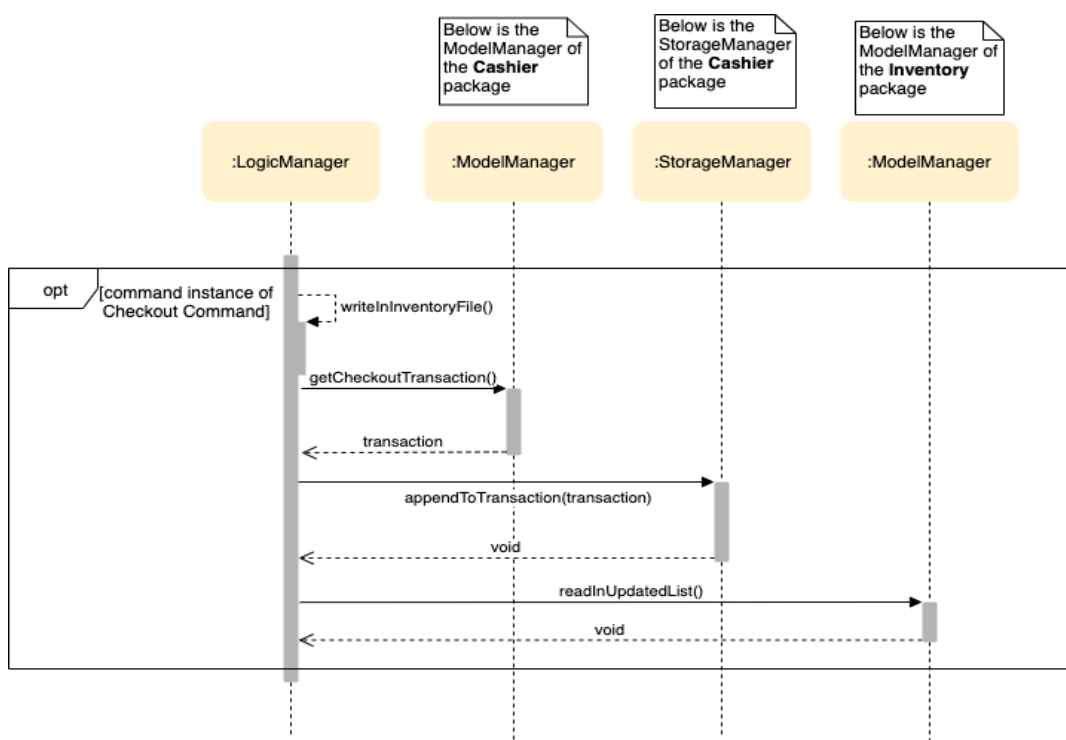 Below is the
ModelManager of
the Cashier
package
Below is the
StorageManager
of the Cashier
package
Below is the
ModelManager of
the Inventory
package
:LogicManager
:ModelManager
:StorageManager
:ModelManager
opt
[command instance of
Checkout Command]
writeInInventoryFile()
getCheckoutTransaction()
transaction
appendToTransaction(transaction)
void
readInUpdatedList()
void